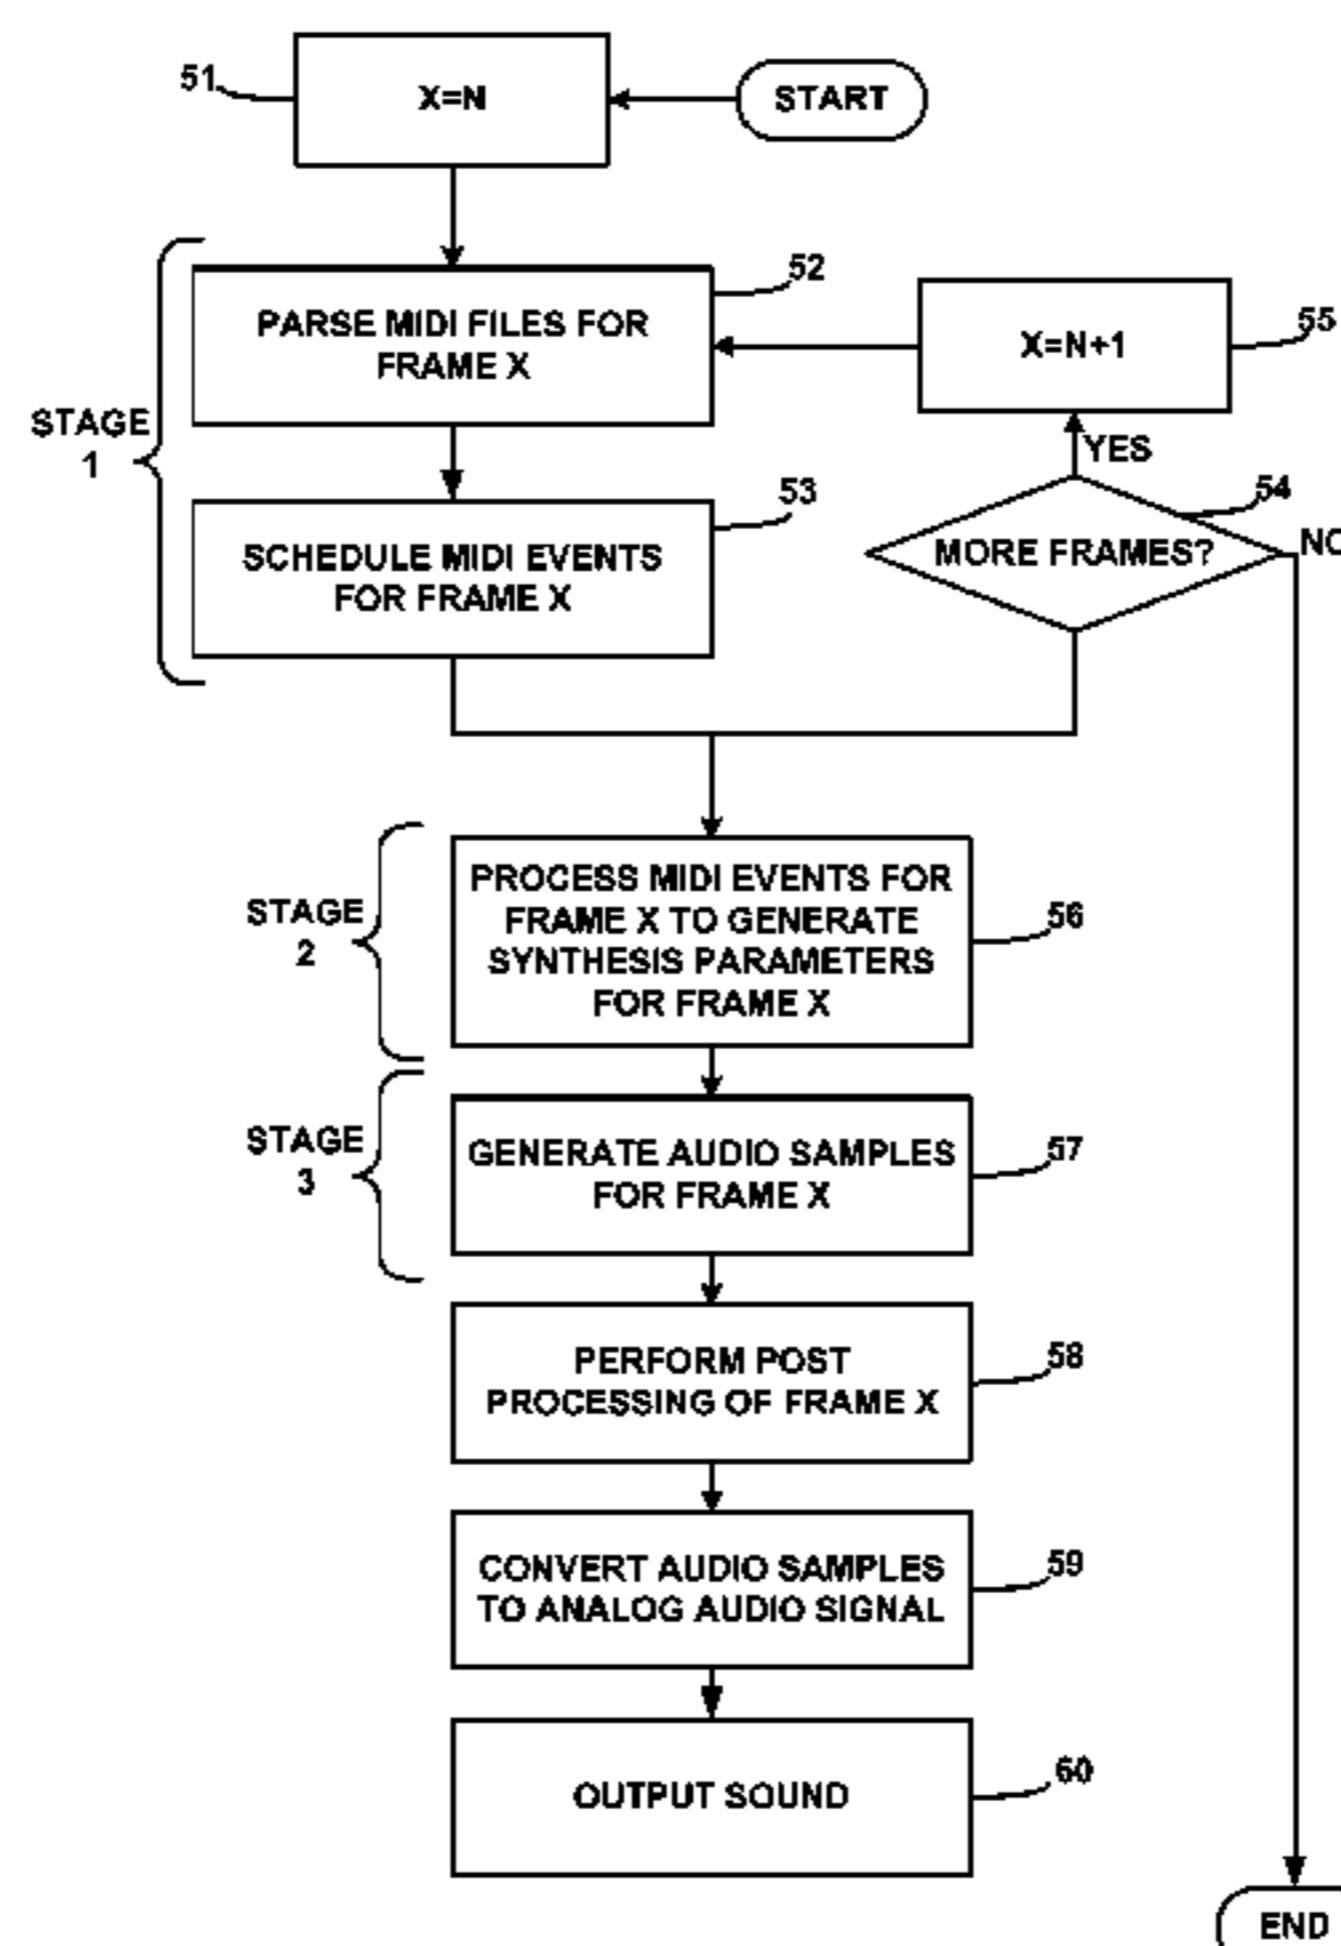 51
X=N
START
52
PARSE MIDI FILES FOR
FRAME X
55
X=N+1
STAGE
1
YES
53
SCHEDULE MIDI EVENTS
FOR FRAME X
54
MORE FRAMES?
NO
STAGE
2
PROCESS MIDI EVENTS FOR
FRAME X TO GENERATE
SYNTHESIS PARAMETERS
FOR FRAME X
56
STAGE
3
GENERATE AUDIO SAMPLES
FOR FRAME X
57
PERFORM POST
PROCESSING OF FRAME X
58
CONVERT AUDIO SAMPLES
TO ANALOG AUDIO SIGNAL
59
OUTPUT SOUND
60
END